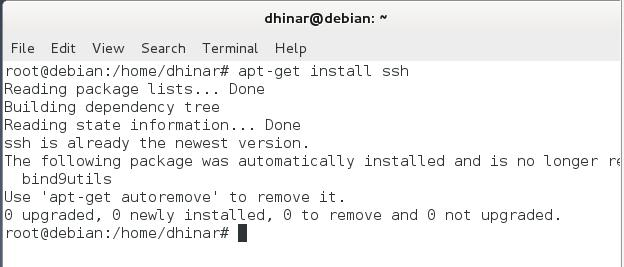 dhinar@debian: ~
File Edit View Search Terminal Help
root@debian:/home/dhinar# apt-get install ssh
Reading package lists... Done
Building dependency tree
Reading state information... Done
ssh is already the newest version.
The following package was automatically installed and is no longer re
  bind9utils
Use 'apt-get autoremove' to remove it.
0 upgraded, 0 newly installed, 0 to remove and 0 not upgraded.
root@debian:/home/dhinar#